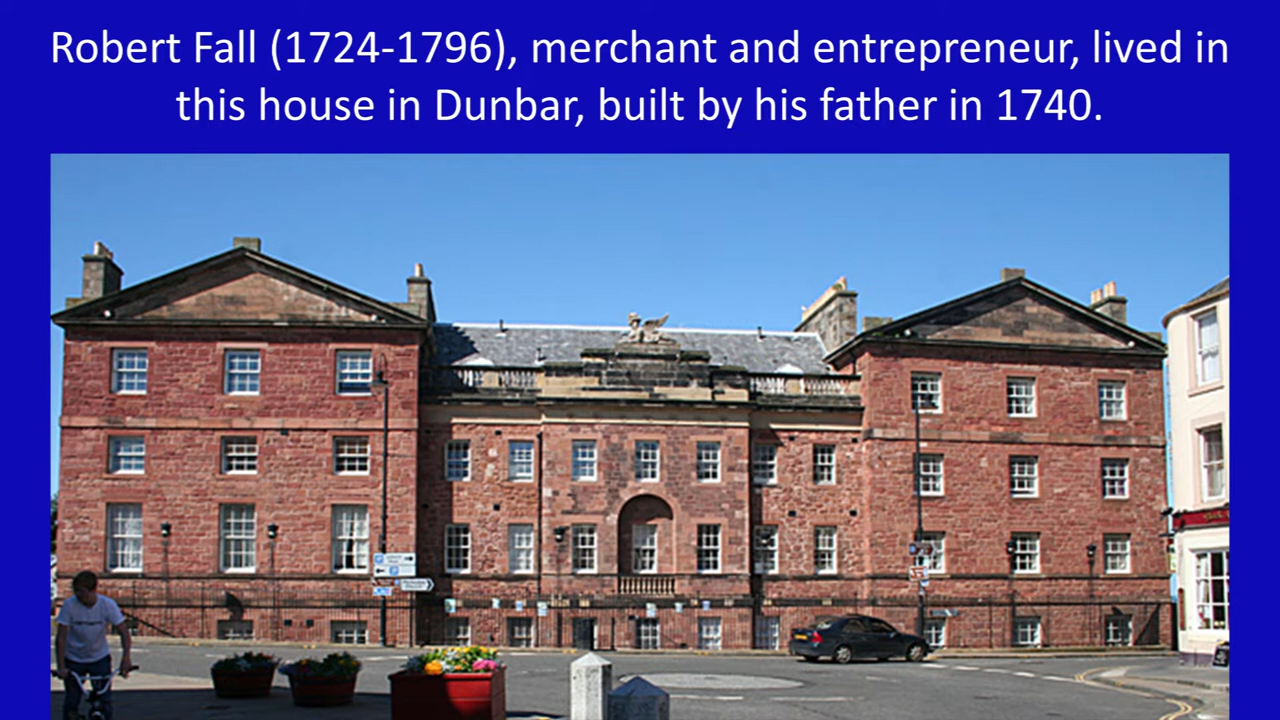 Robert Fall (1724-1796), merchant and entrepreneur, lived in
this house in Dunbar, built by his father in 1740.